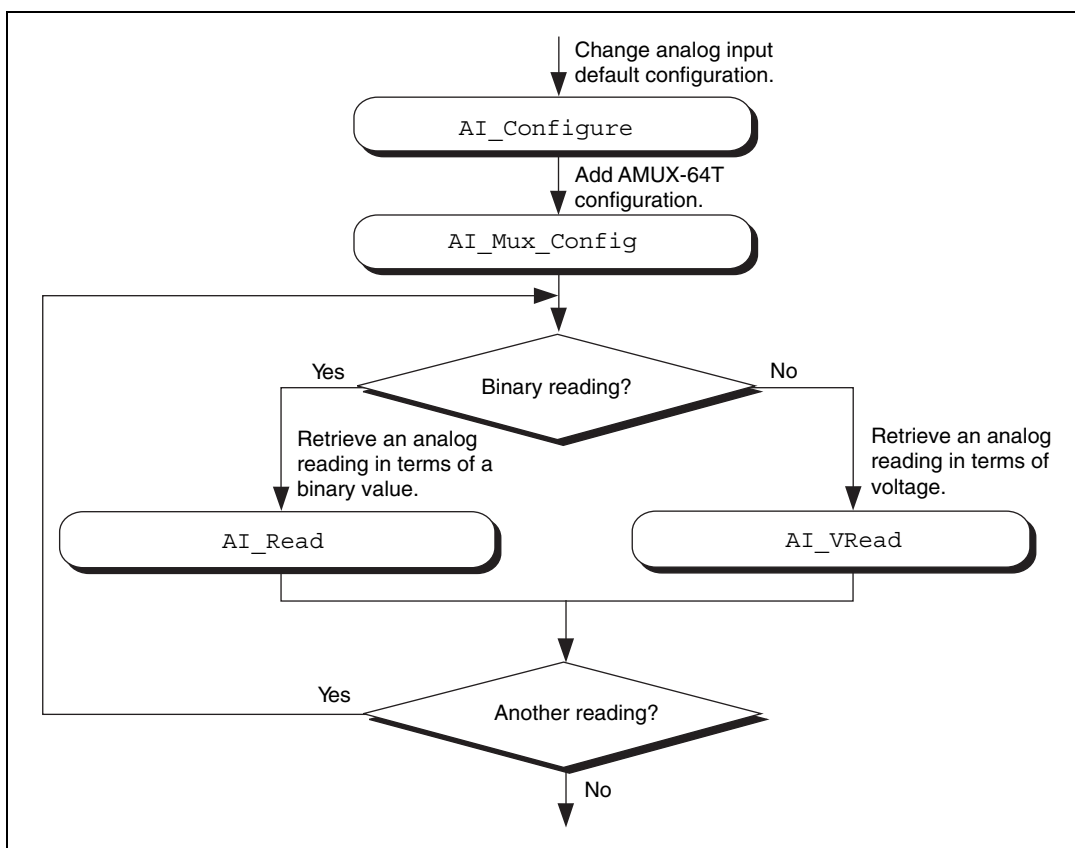 Change analog input
default configuration.
AI_Configure
Add AMUX-64T
configuration.
AI_Mux_Config
Yes
Binary reading?
No
Retrieve an analog
reading in terms of a
binary value.
Retrieve an analog
reading in terms of
voltage.
AI_Read
AI_VRead
Yes
Another reading?
No